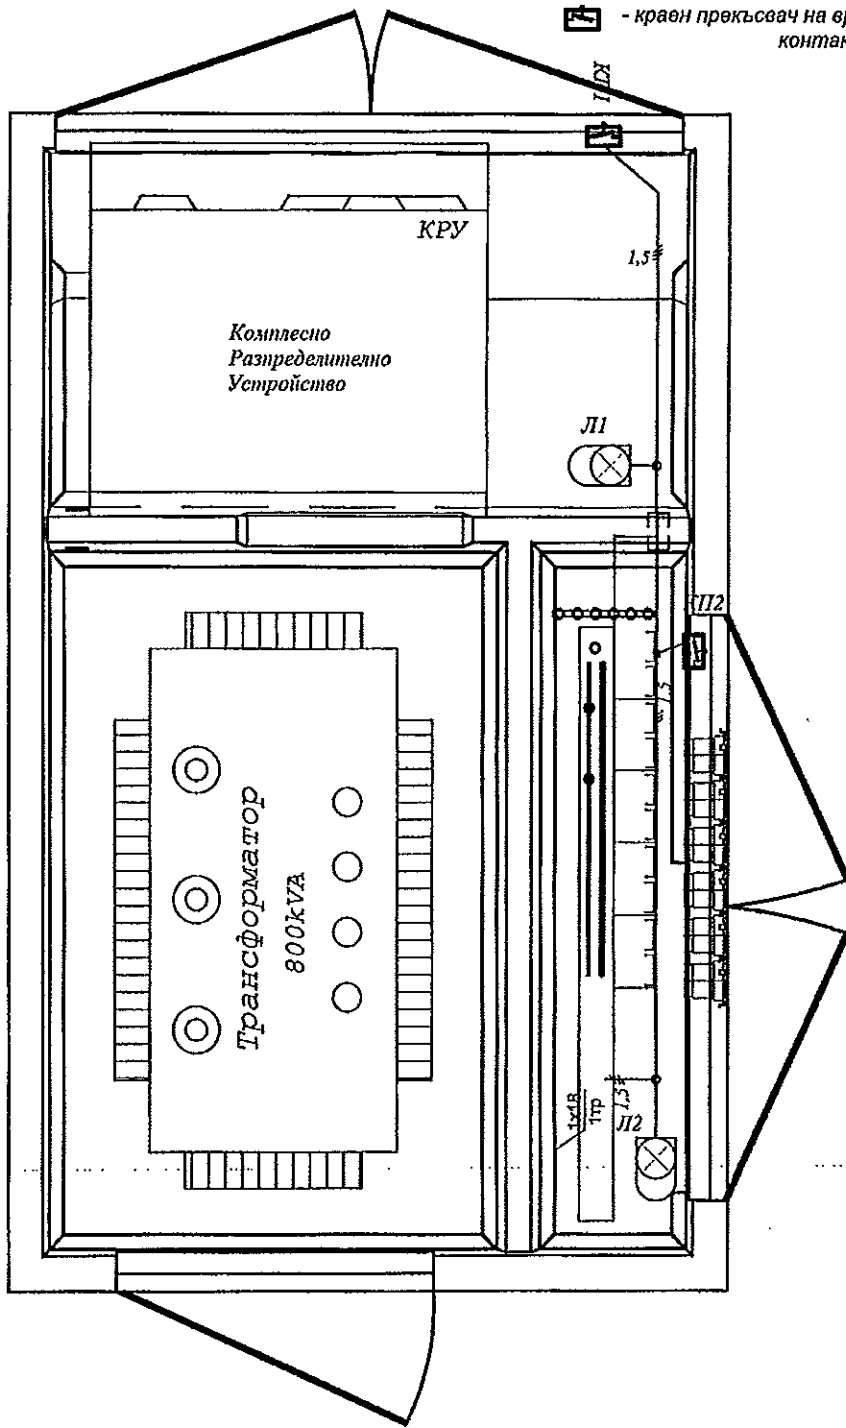 - краен прекъсвач на вр
контак
КП1
КРУ
1,5
Комплесно
Разпределително
Устройство
Л1
П2
1,5
Трансформатор
800kVA
1x18
1тр
1,5
Л2